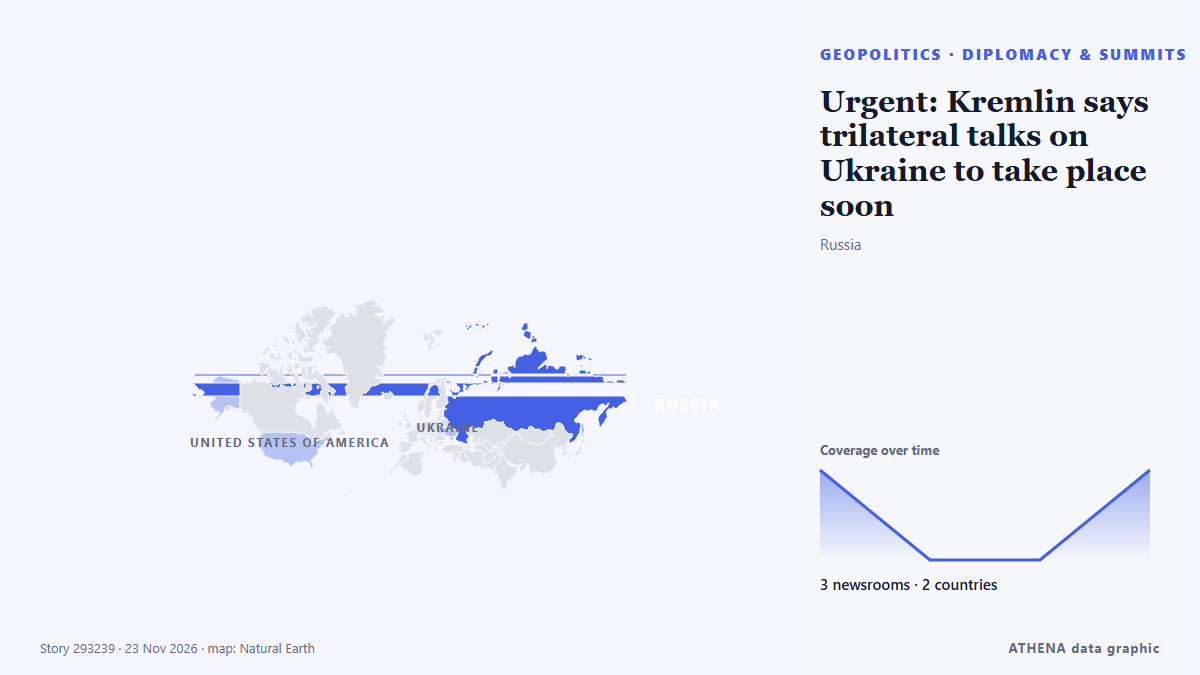 GEOPOLITICS · DIPLOMACY & SUMMITS
Urgent: Kremlin says
trilateral talks on
Ukraine to take place
soon
Russia
RUSSIA
UKRAINE
UNITED STATES OF AMERICA
Coverage over time
3 newsrooms · 2 countries
Story 293239 · 23 Nov 2026 · map: Natural Earth
ATHENA data graphic